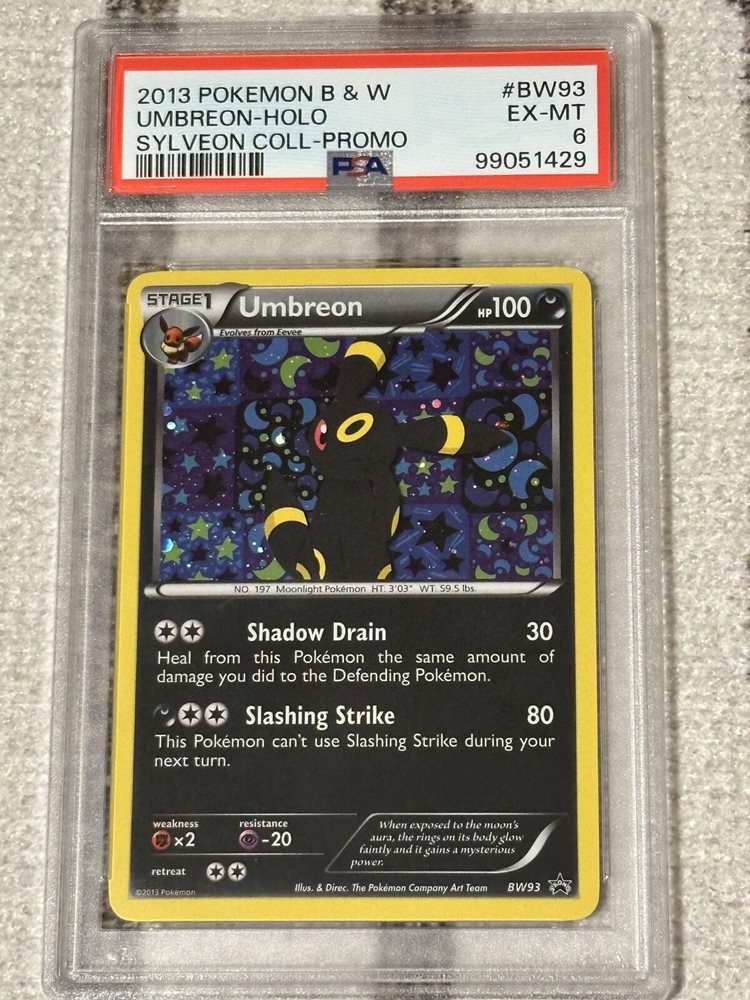 2013 POKEMON B & W #BW93
UMBREON-HOLO EX-MT
SYLVEON COLL-PROMO 6
PSA 99051429
STAGE1 Umbreon HP100
Evolves from Eevee
NO. 197 Moonlight Pokémon HT: 3'03" WT: 59.5 lbs.
Shadow Drain 30
Heal from this Pokémon the same amount of
damage you did to the Defending Pokémon.
Slashing Strike 80
This Pokémon can't use Slashing Strike during your
next turn.
weakness resistance
×2 -20
retreat
When exposed to the moon's
aura, the rings on its body glow
faintly and it gains a mysterious
power.
©2013 Pokémon Illus. & Direc. The Pokémon Company Art Team BW93